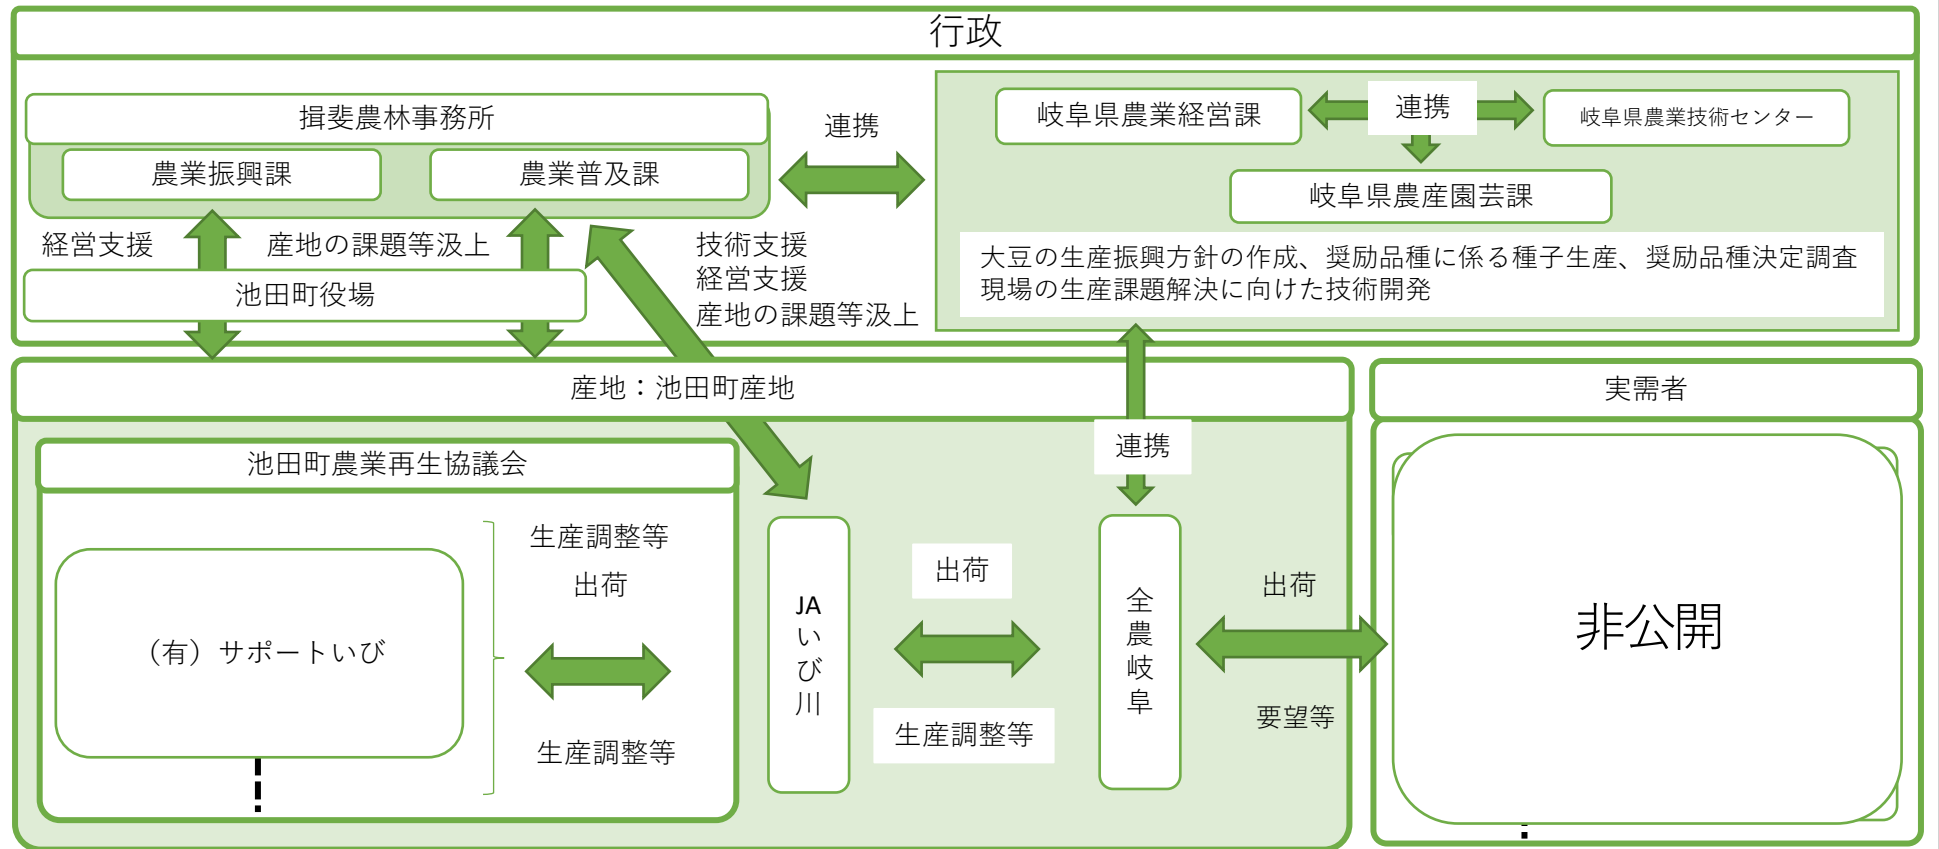 行政
揖斐農林事務所
農業振興課
農業普及課
連携
岐阜県農業経営課
連携
岐阜県農業技術センター
岐阜県農産園芸課
大豆の生産振興方針の作成、奨励品種に係る種子生産、奨励品種決定調査
現場の生産課題解決に向けた技術開発
経営支援
産地の課題等汲上
技術支援
経営支援
産地の課題等汲上
池田町役場
産地：池田町産地
実需者
池田町農業再生協議会
連携
（有）サポートいび
生産調整等
出荷
生産調整等
JAいび川
出荷
生産調整等
全農岐阜
出荷
要望等
非公開